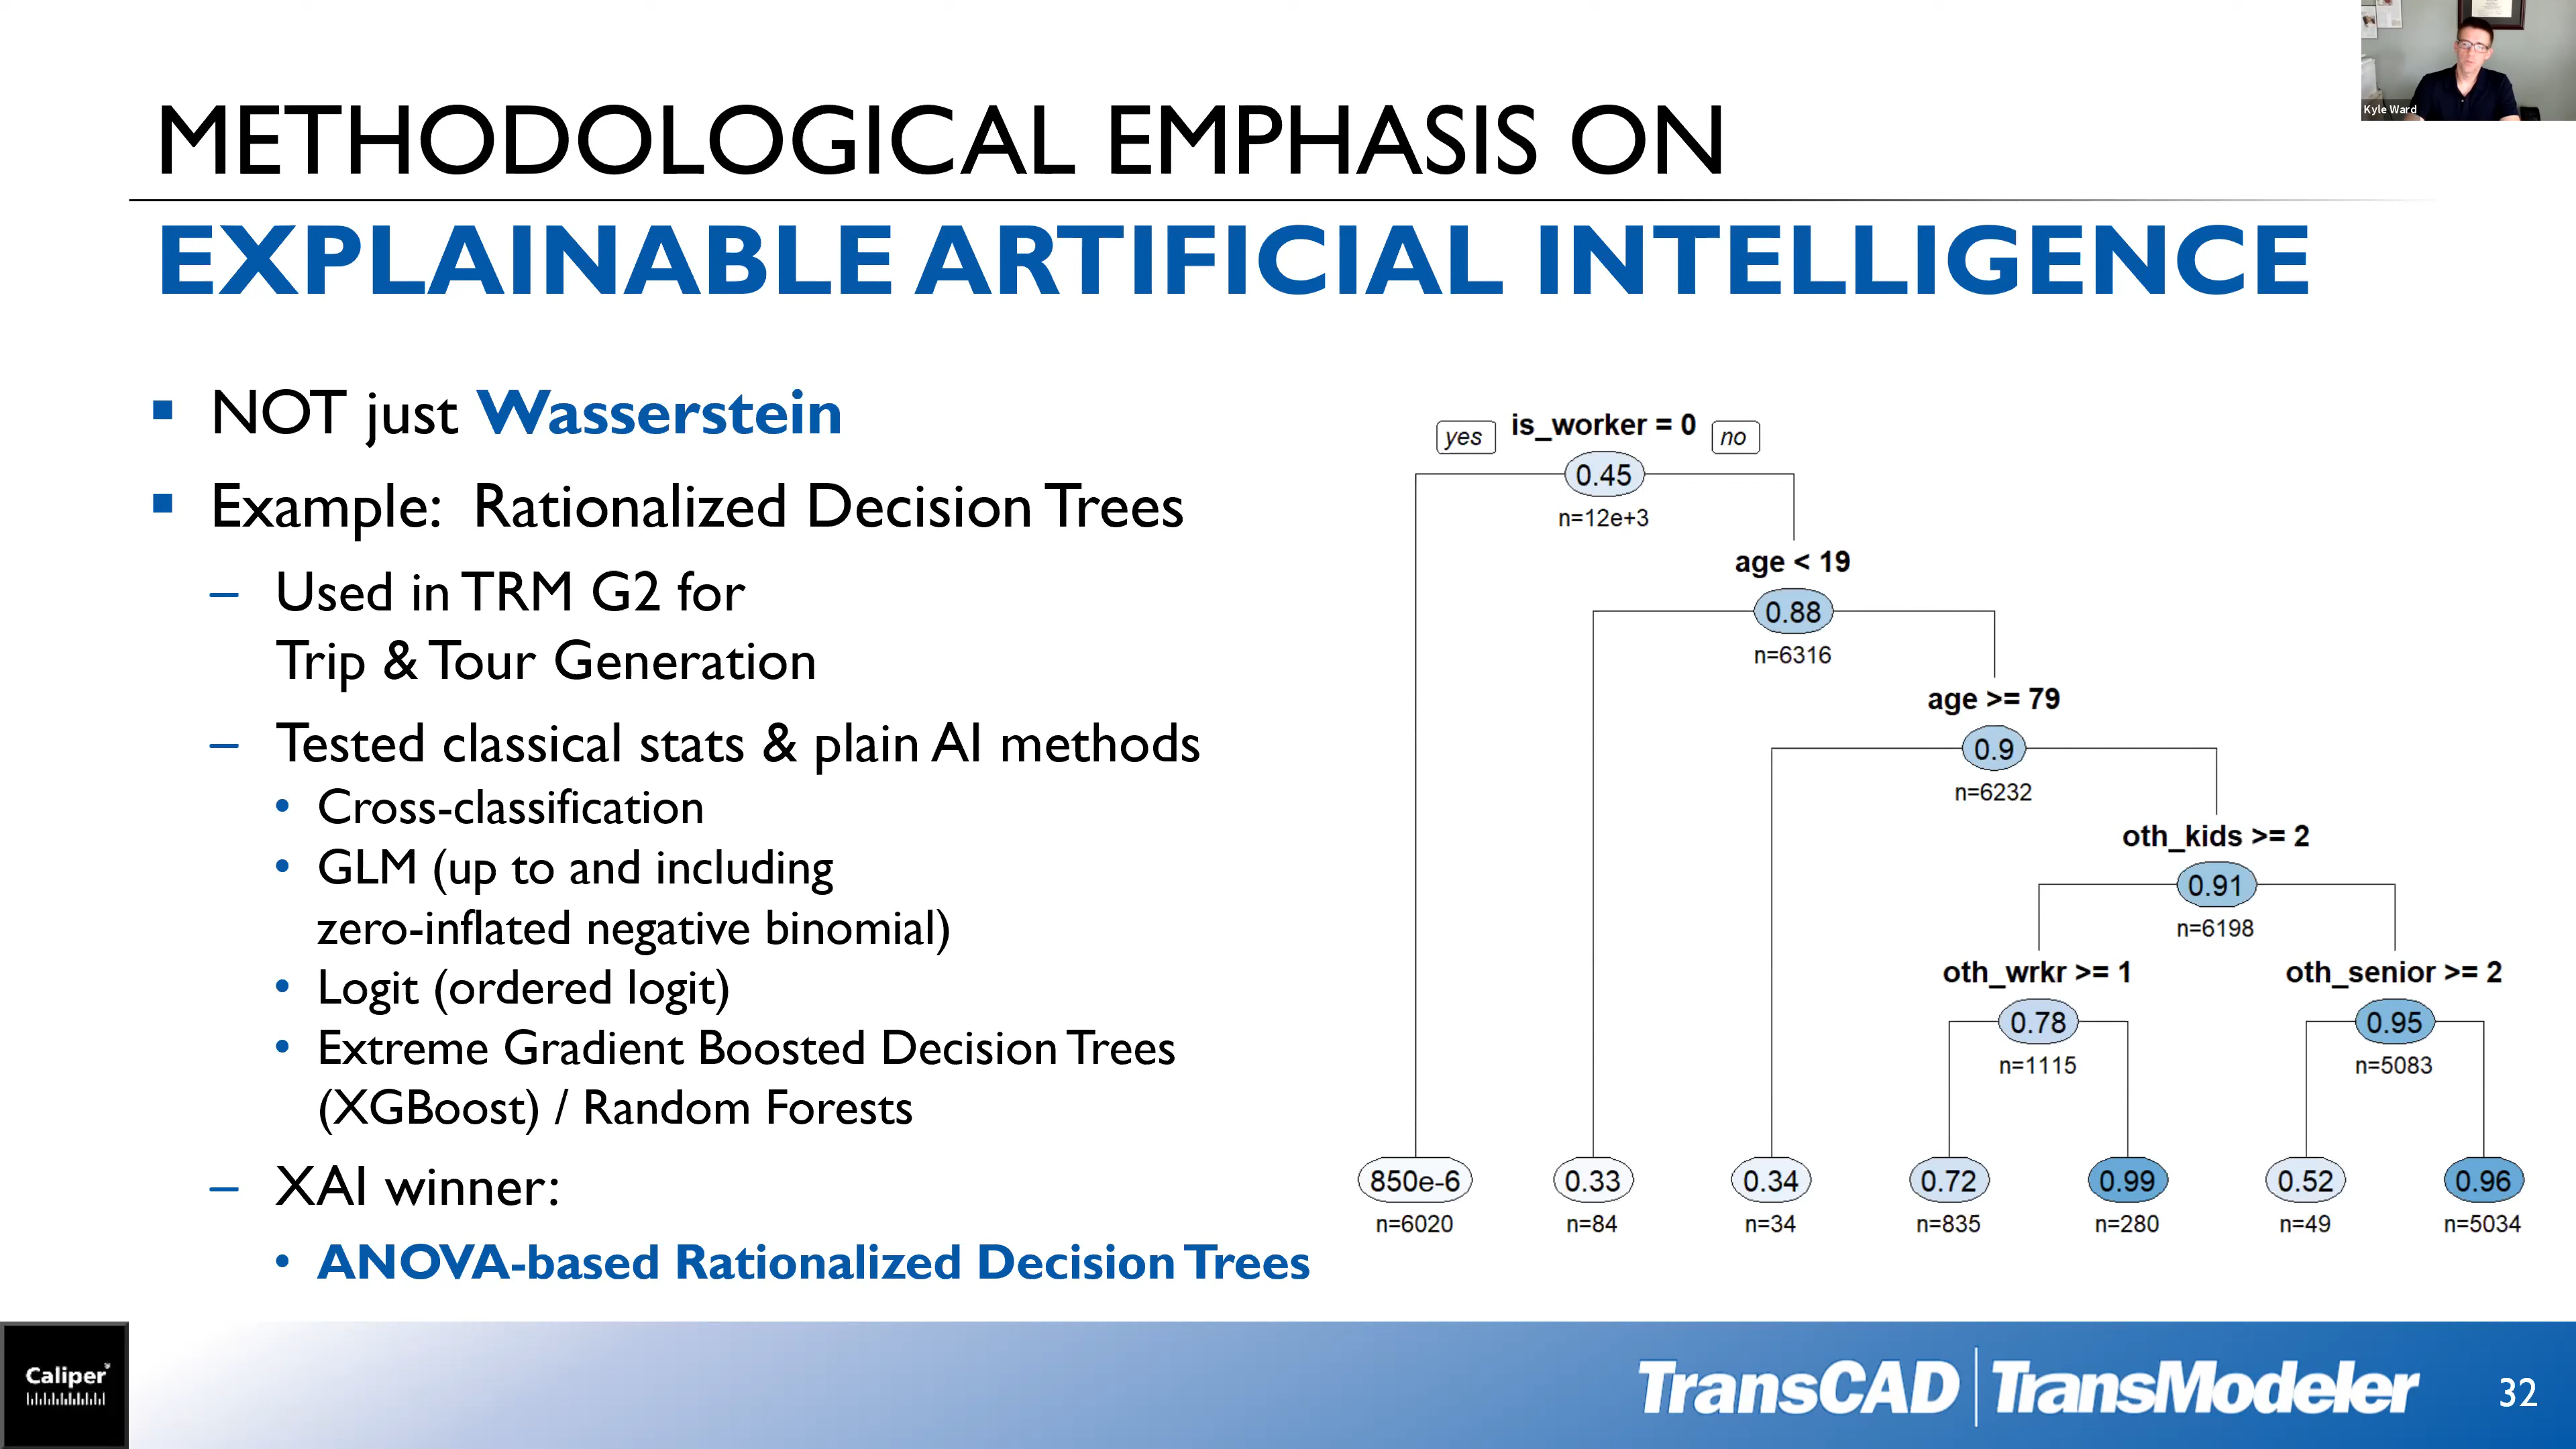 Kyle Ward
METHODOLOGICAL EMPHASIS ON
EXPLAINABLE ARTIFICIAL INTELLIGENCE
▪ NOT just Wasserstein
▪ Example: Rationalized Decision Trees
– Used in TRM G2 for
Trip & Tour Generation
– Tested classical stats & plain AI methods
• Cross-classification
• GLM (up to and including
zero-inflated negative binomial)
• Logit (ordered logit)
• Extreme Gradient Boosted Decision Trees
(XGBoost) / Random Forests
– XAI winner:
• ANOVA-based Rationalized Decision Trees
yes is_worker = 0 no
0.45
n=12e+3
age < 19
0.88
n=6316
age >= 79
0.9
n=6232
oth_kids >= 2
0.91
n=6198
oth_wrkr >= 1 oth_senior >= 2
0.78 0.95
n=1115 n=5083
850e-6 0.33 0.34 0.72 0.99 0.52 0.96
n=6020 n=84 n=34 n=835 n=280 n=49 n=5034
Caliper
TransCAD | TransModeler
32